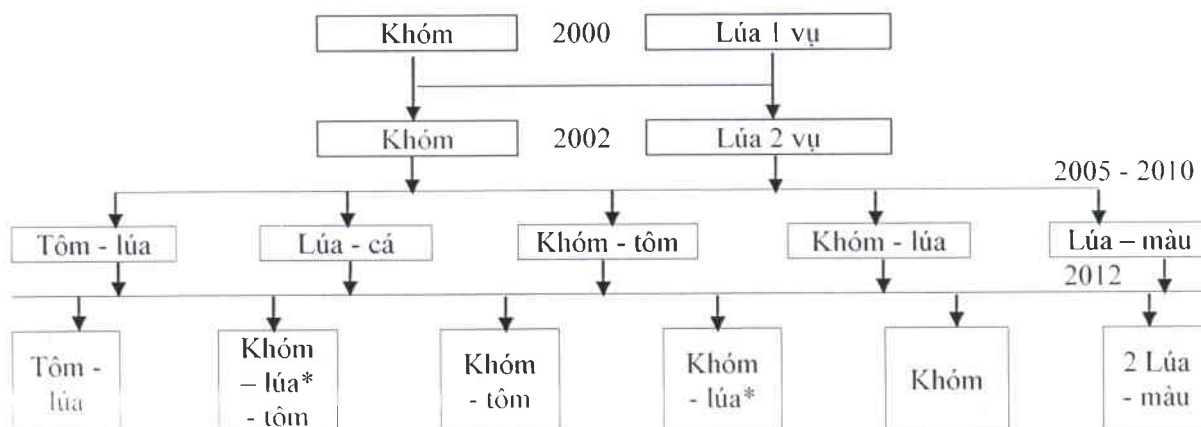 Khóm 2000 Lúa 1 vụ
Khóm 2002 Lúa 2 vụ
2005 - 2010
Tôm - lúa Lúa - cá Khóm - tôm Khóm - lúa Lúa – màu
2012
Tôm -
lúa
Khóm
– lúa*
- tôm
Khóm
- tôm
Khóm
- lúa*
Khóm
2 Lúa
- màu